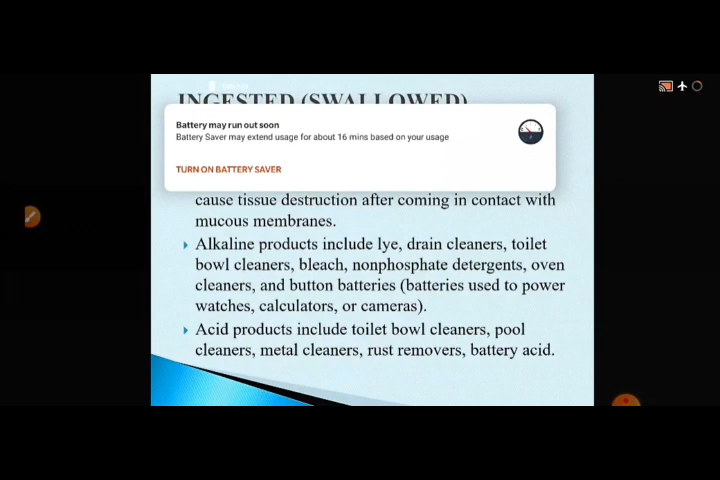 INGESTED (SWALLOWED)
Battery may run out soon
Battery Saver may extend usage for about 16 mins based on your usage
TURN ON BATTERY SAVER
cause tissue destruction after coming in contact with
mucous membranes.
Alkaline products include lye, drain cleaners, toilet
bowl cleaners, bleach, nonphosphate detergents, oven
cleaners, and button batteries (batteries used to power
watches, calculators, or cameras).
Acid products include toilet bowl cleaners, pool
cleaners, metal cleaners, rust removers, battery acid.